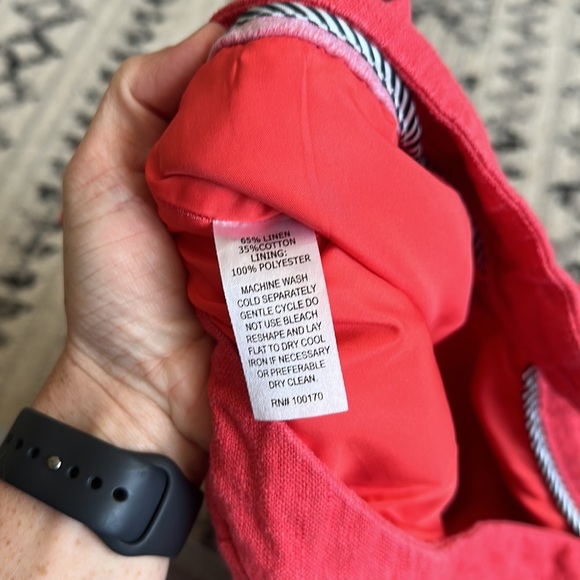 65% LINEN
35%COTTON
LINING:
100% POLYESTER
MACHINE WASH
COLD SEPARATELY
GENTLE CYCLE DO
NOT USE BLEACH
RESHAPE AND LAY
FLAT TO DRY COOL
IRON IF NECESSARY
OR PREFERABLE
DRY CLEAN.
RN# 100170